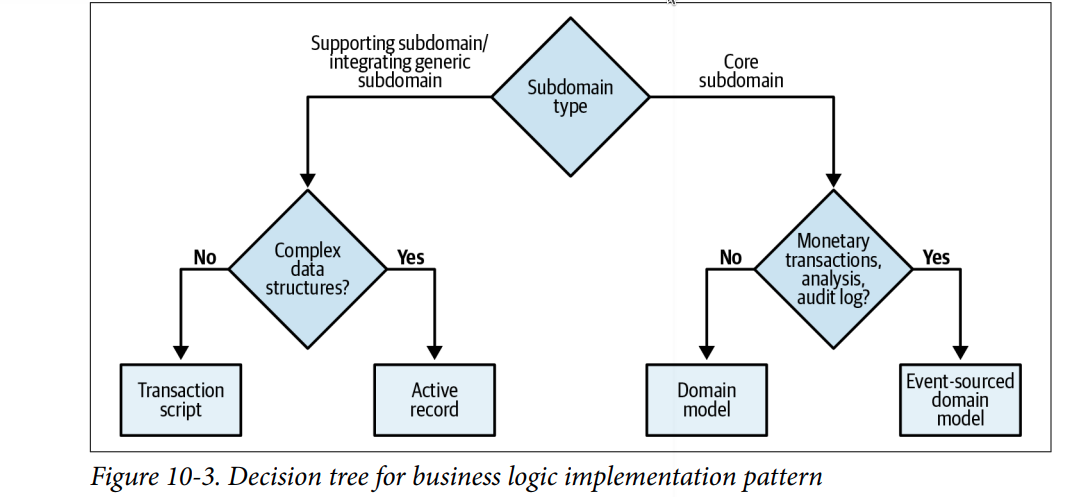 Supporting subdomain/
integrating generic
subdomain
Subdomain
type
Core
subdomain
No
Complex
data
structures?
Yes
No
Monetary
transactions,
analysis,
audit log?
Yes
Transaction
script
Active
record
Domain
model
Event-sourced
domain
model
Figure 10-3. Decision tree for business logic implementation pattern